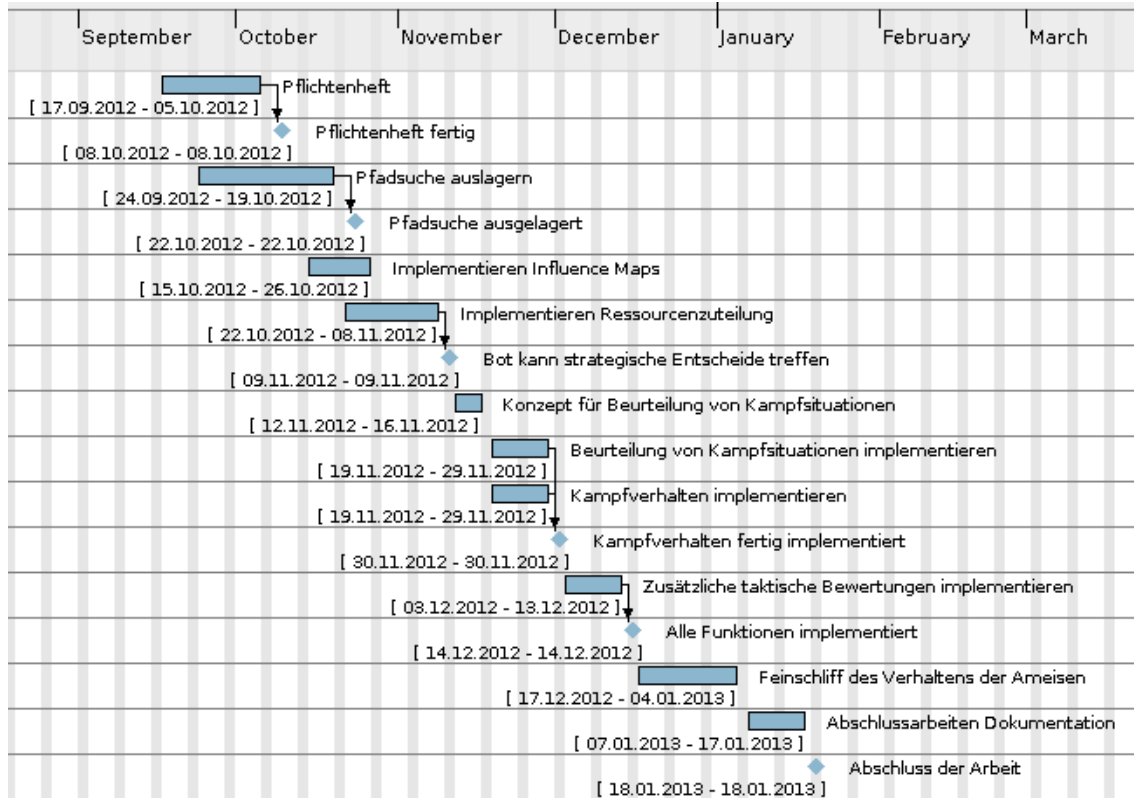 September October November December January February March
Pflichtenheft
[ 17.09.2012 - 05.10.2012 ]
Pflichtenheft fertig
[ 08.10.2012 - 08.10.2012 ]
Pfadsuche auslagern
[ 24.09.2012 - 19.10.2012 ]
Pfadsuche ausgelagert
[ 22.10.2012 - 22.10.2012 ]
Implementieren Influence Maps
[ 15.10.2012 - 26.10.2012 ]
Implementieren Ressourcenzuteilung
[ 22.10.2012 - 08.11.2012 ]
Bot kann strategische Entscheide treffen
[ 09.11.2012 - 09.11.2012 ]
Konzept für Beurteilung von Kampfsituationen
[ 12.11.2012 - 16.11.2012 ]
Beurteilung von Kampfsituationen implementieren
[ 19.11.2012 - 29.11.2012 ]
Kampfverhalten implementieren
[ 19.11.2012 - 29.11.2012 ]
Kampfverhalten fertig implementiert
[ 30.11.2012 - 30.11.2012 ]
Zusätzliche taktische Bewertungen implementieren
[ 03.12.2012 - 13.12.2012 ]
Alle Funktionen implementiert
[ 14.12.2012 - 14.12.2012 ]
Feinschliff des Verhaltens der Ameisen
[ 17.12.2012 - 04.01.2013 ]
Abschlussarbeiten Dokumentation
[ 07.01.2013 - 17.01.2013 ]
Abschluss der Arbeit
[ 18.01.2013 - 18.01.2013 ]